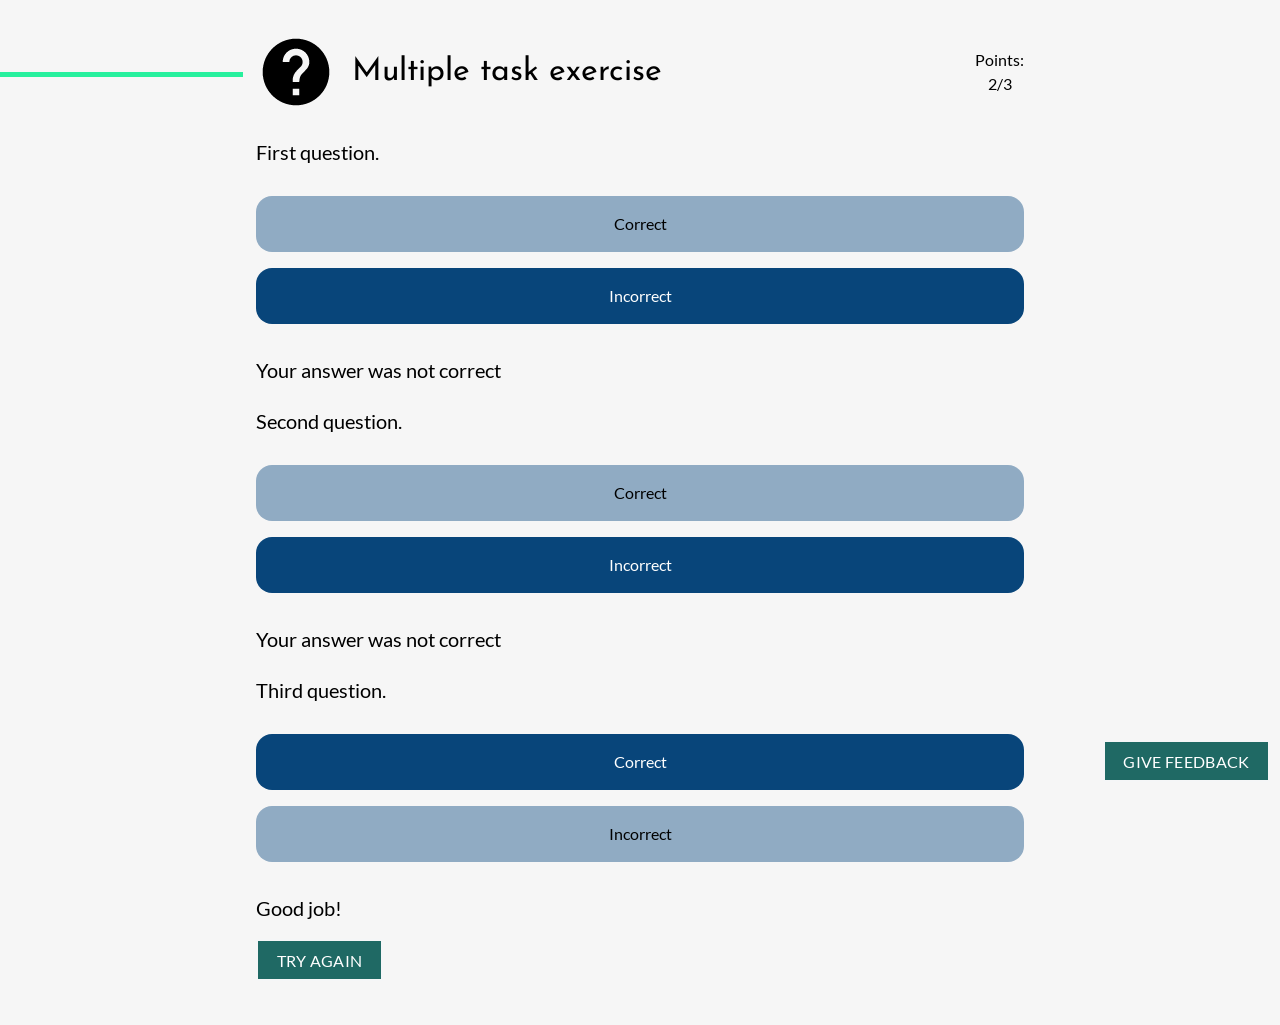 Multiple task exercise
Points:
2/3
First question.
Correct
Incorrect
Your answer was not correct
Second question.
Correct
Incorrect
Your answer was not correct
Third question.
Correct
GIVE FEEDBACK
Incorrect
Good job!
TRY AGAIN